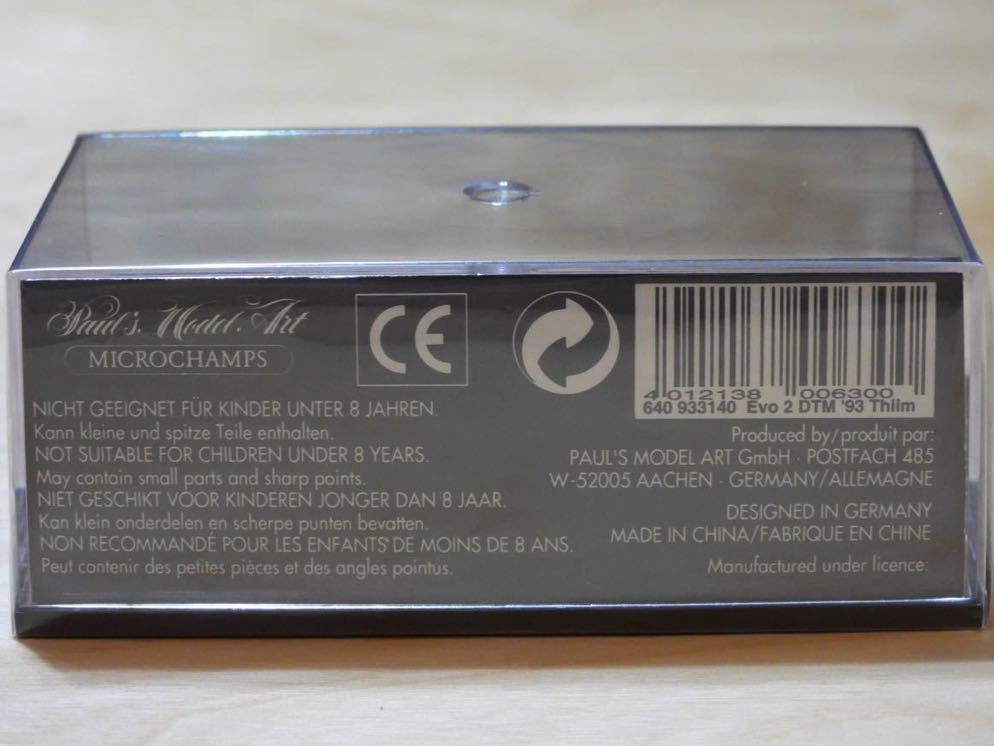 Paul's Model Art
MICROCHAMPS
NICHT GEEIGNET FÜR KINDER UNTER 8 JAHREN.
Kann kleine und spitze Teile enthalten.
NOT SUITABLE FOR CHILDREN UNDER 8 YEARS.
May contain small parts and sharp points.
NIET GESCHIKT VOOR KINDEREN JONGER DAN 8 JAAR.
Kan klein onderdelen en scherpe punten bevatten.
NON RECOMMANDÉ POUR LES ENFANTS DE MOINS DE 8 ANS.
Peut contenir des petites pièces et des angles pointus.
CE
4 012138 006300
640 933140 Evo 2 DTM '93 Thiim
Produced by/produit par:
PAUL'S MODEL ART GmbH · POSTFACH 485
W-52005 AACHEN · GERMANY/ALLEMAGNE
DESIGNED IN GERMANY
MADE IN CHINA/FABRIQUE EN CHINE
Manufactured under licence: